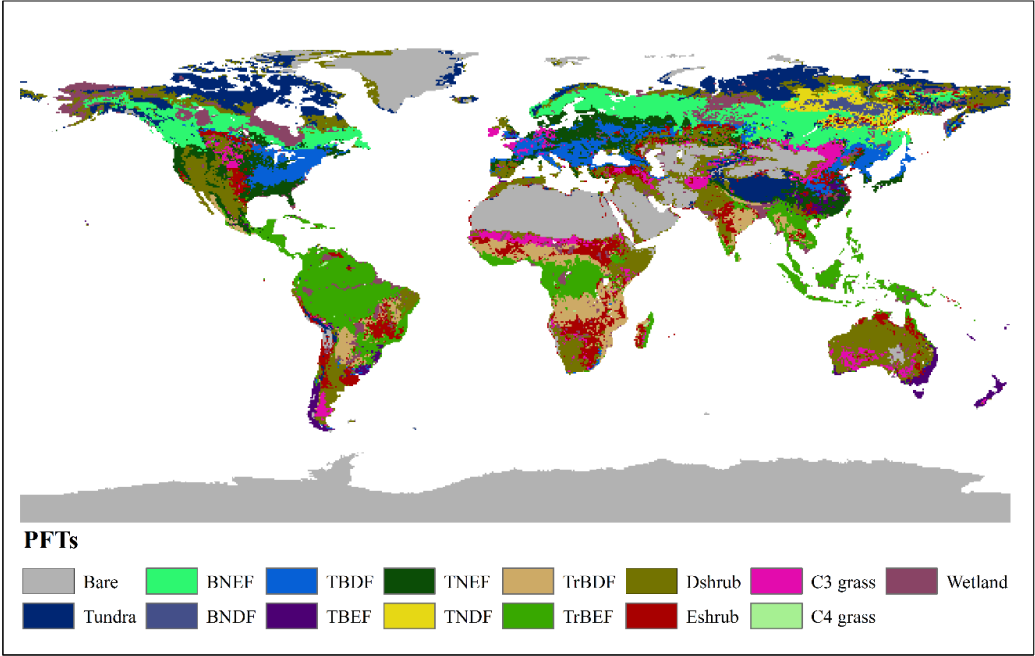 PFTs
Bare BNEF TBDF TNEF TrBDF Dshrub C3 grass Wetland
Tundra BNDF TBEF TNDF TrBEF Eshrub C4 grass